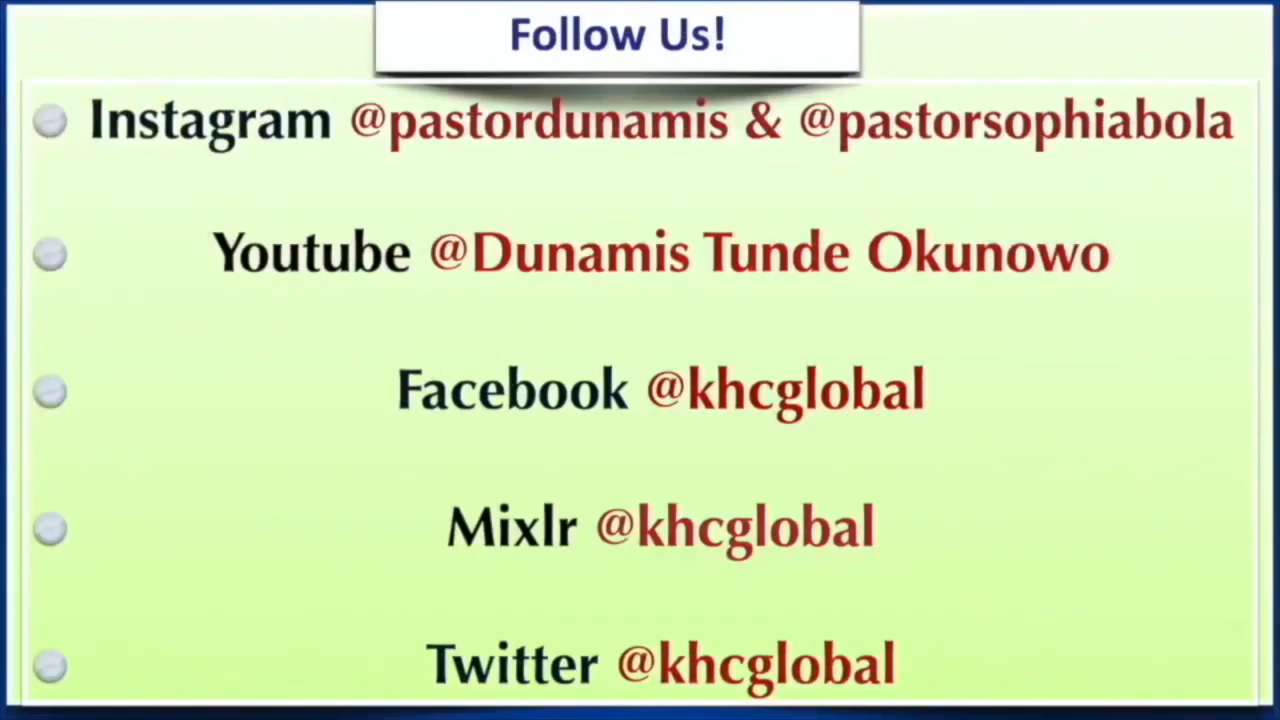 Follow Us!
Instagram @pastordunamis & @pastorsophiabola
Youtube @Dunamis Tunde Okunowo
Facebook @khcglobal
Mixlr @khcglobal
Twitter @khcglobal